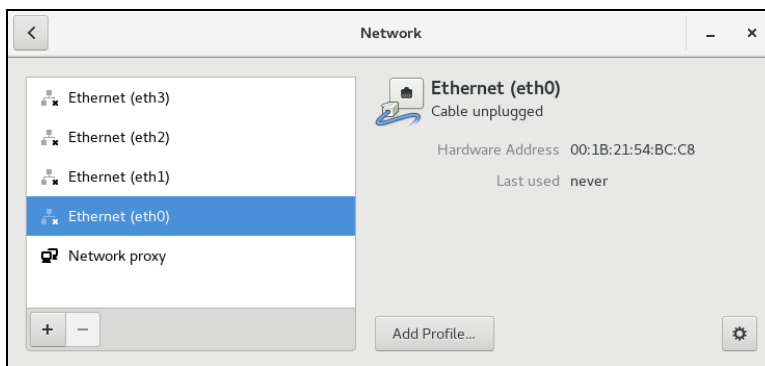 Network
Ethernet (eth3)
Ethernet (eth2)
Ethernet (eth1)
Ethernet (eth0)
Network proxy
Ethernet (eth0)
Cable unplugged
Hardware Address 00:1B:21:54:BC:C8
Last used never
Add Profile...